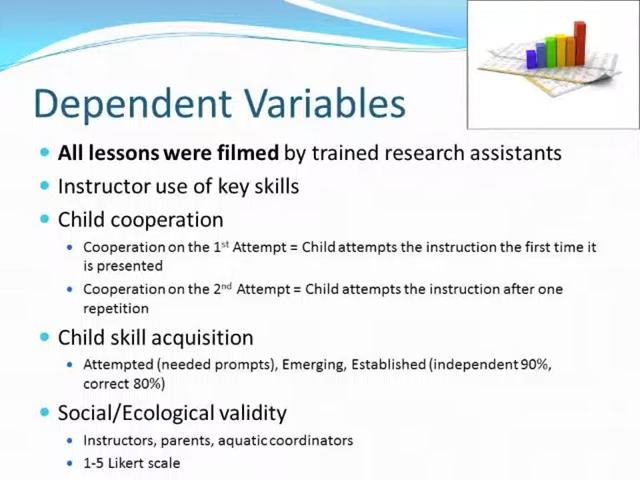 Dependent Variables
All lessons were filmed by trained research assistants
Instructor use of key skills
Child cooperation
Cooperation on the 1st Attempt = Child attempts the instruction the first time it
is presented
Cooperation on the 2nd Attempt = Child attempts the instruction after one
repetition
Child skill acquisition
Attempted (needed prompts), Emerging, Established (independent 90%,
correct 80%)
Social/Ecological validity
Instructors, parents, aquatic coordinators
1-5 Likert scale